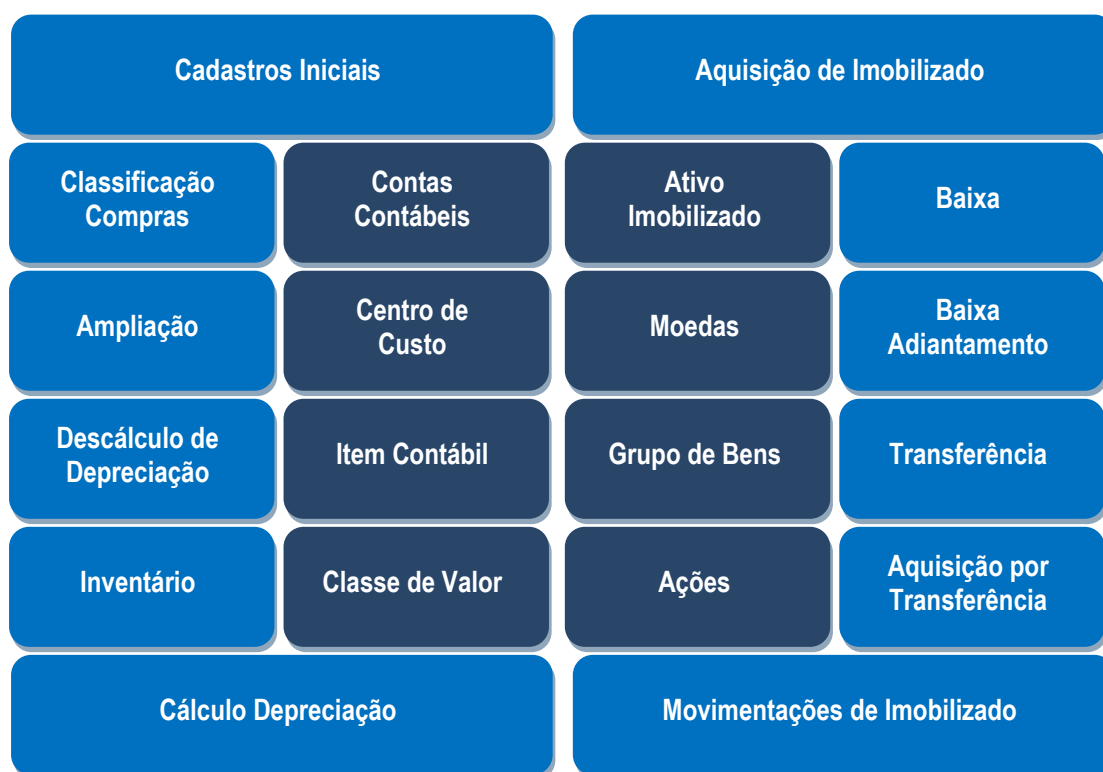 Cadastros Iniciais
Aquisição de Imobilizado
Classificação
Compras
Contas
Contábeis
Ativo
Imobilizado
Baixa
Ampliação
Centro de
Custo
Moedas
Baixa
Adiantamento
Descálculo de
Depreciação
Item Contábil
Grupo de Bens
Transferência
Inventário
Classe de Valor
Ações
Aquisição por
Transferência
Cálculo Depreciação
Movimentações de Imobilizado